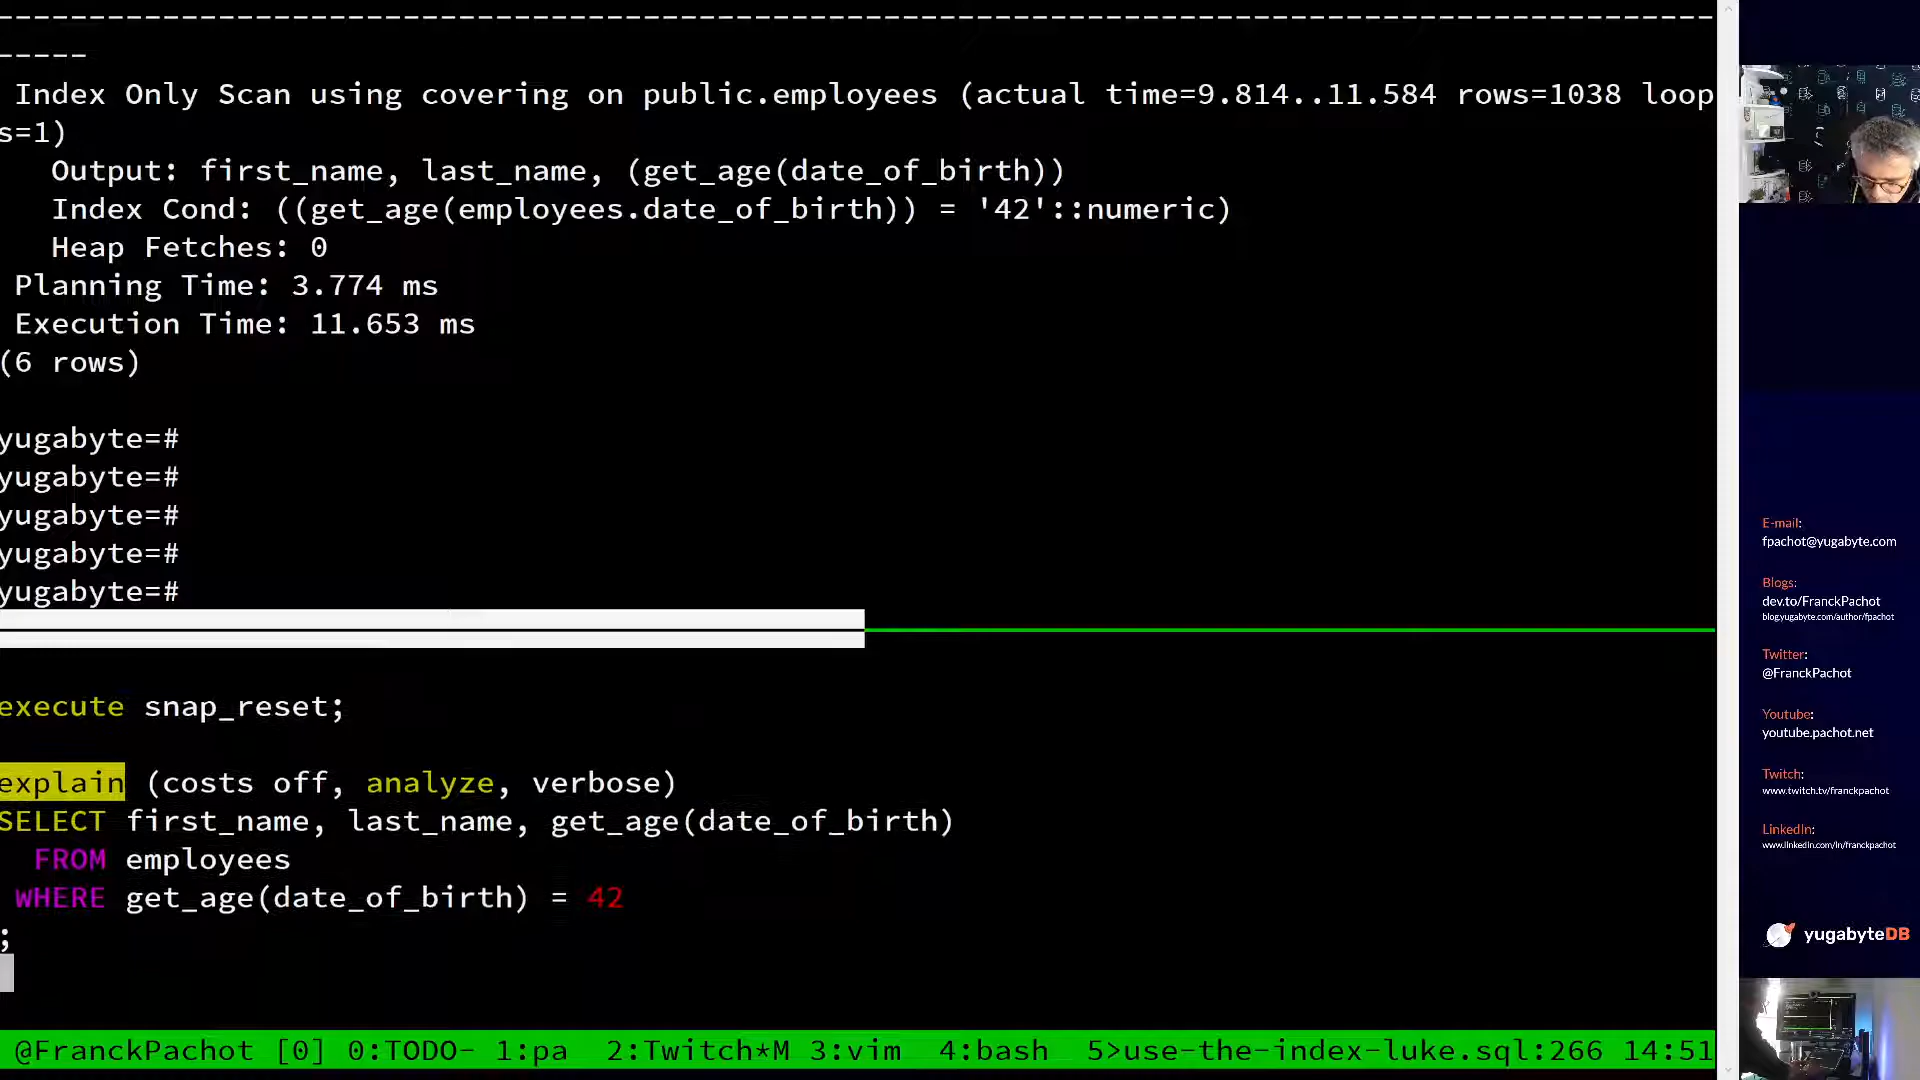 -----
Index Only Scan using covering on public.employees (actual time=9.814..11.584 rows=1038 loop
s=1)
Output: first_name, last_name, (get_age(date_of_birth))
Index Cond: ((get_age(employees.date_of_birth)) = '42'::numeric)
Heap Fetches: 0
Planning Time: 3.774 ms
Execution Time: 11.653 ms
(6 rows)
yugabyte=#
yugabyte=#
yugabyte=#
yugabyte=#
yugabyte=#
execute snap_reset;
explain (costs off, analyze, verbose)
SELECT first_name, last_name, get_age(date_of_birth)
FROM employees
WHERE get_age(date_of_birth) = 42
;
@FranckPachot [0] 0:TODO- 1:pa 2:Twitch*M 3:vim 4:bash 5>use-the-index-luke.sql:266 14:51
E-mail:
fpachot@yugabyte.com
Blogs:
dev.to/FranckPachot
blog.yugabyte.com/author/fpachot
Twitter:
@FranckPachot
Youtube:
youtube.pachot.net
Twitch:
www.twitch.tv/franckpachot
LinkedIn:
www.linkedin.com/in/franckpachot
yugabyteDB